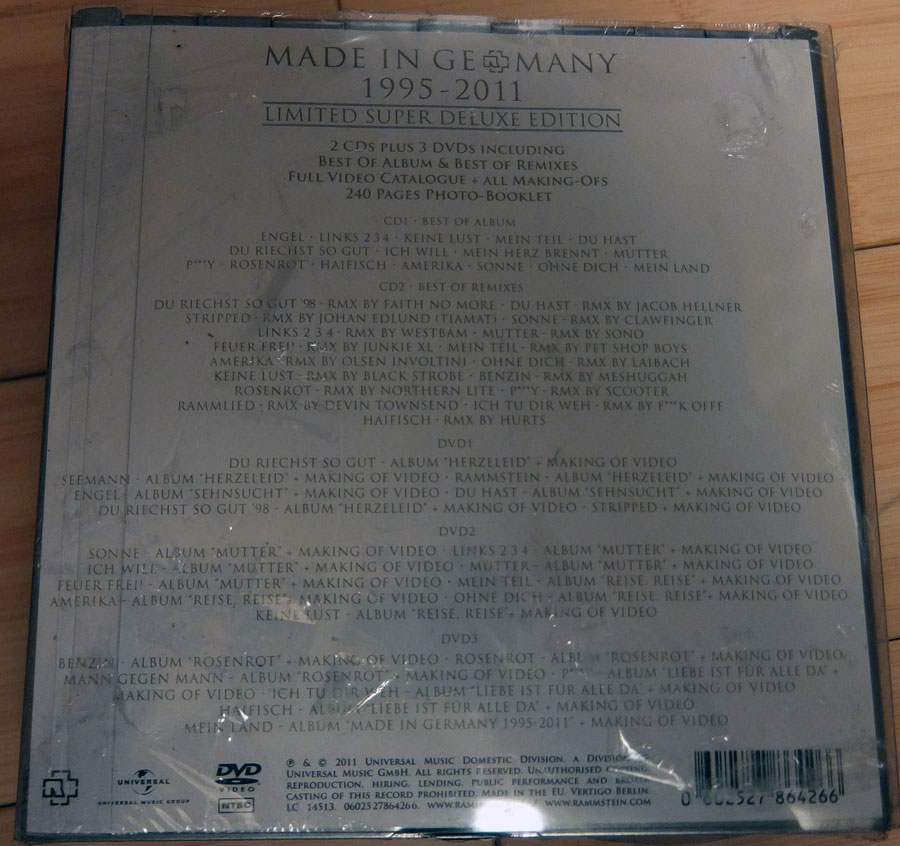 MADE IN GERMANY
1995-2011
LIMITED SUPER DELUXE EDITION
2 CDs PLUS 3 DVDs INCLUDING
BEST OF ALBUM & BEST OF REMIXES
FULL VIDEO CATALOGUE + ALL MAKING-OFS
240 PAGES PHOTO-BOOKLET
CD1 · BEST OF ALBUM
ENGEL · LINKS 2 3 4 · KEINE LUST · MEIN TEIL · DU HAST
DU RIECHST SO GUT · ICH WILL · MEIN HERZ BRENNT · MUTTER
P***Y · ROSENROT · HAIFISCH · AMERIKA · SONNE · OHNE DICH · MEIN LAND
CD2 · BEST OF REMIXES
DU RIECHST SO GUT '98 - RMX BY FAITH NO MORE · DU HAST - RMX BY JACOB HELLNER
STRIPPED - RMX BY JOHAN EDLUND (TIAMAT) · SONNE - RMX BY CLAWFINGER
LINKS 2 3 4 - RMX BY WESTBAM · MUTTER - RMX BY SONO
FEUER FREI! - RMX BY JUNKIE XL · MEIN TEIL - RMX BY PET SHOP BOYS
AMERIKA - RMX BY OLSEN INVOLTINI · OHNE DICH - RMX BY LAIBACH
KEINE LUST - RMX BY BLACK STROBE · BENZIN - RMX BY MESHUGGAH
ROSENROT - RMX BY NORTHERN LITE · P***Y - RMX BY SCOOTER
RAMMLIED - RMX BY DEVIN TOWNSEND · ICH TU DIR WEH - RMX BY F***K OFFF
HAIFISCH - RMX BY HURTS
DVD1
DU RIECHST SO GUT - ALBUM "HERZELEID" + MAKING OF VIDEO
SEEMANN - ALBUM "HERZELEID" + MAKING OF VIDEO · RAMMSTEIN - ALBUM "HERZELEID" + MAKING OF VIDEO
ENGEL - ALBUM "SEHNSUCHT" + MAKING OF VIDEO · DU HAST - ALBUM "SEHNSUCHT" + MAKING OF VIDEO
DU RIECHST SO GUT '98 - ALBUM "HERZELEID" + MAKING OF VIDEO · STRIPPED + MAKING OF VIDEO
DVD2
SONNE - ALBUM "MUTTER" + MAKING OF VIDEO · LINKS 2 3 4 - ALBUM "MUTTER" + MAKING OF VIDEO
ICH WILL - ALBUM "MUTTER" + MAKING OF VIDEO · MUTTER - ALBUM "MUTTER" + MAKING OF VIDEO
FEUER FREI! - ALBUM "MUTTER" + MAKING OF VIDEO · MEIN TEIL - ALBUM "REISE, REISE" + MAKING OF VIDEO
AMERIKA - ALBUM "REISE, REISE" + MAKING OF VIDEO · OHNE DICH - ALBUM "REISE, REISE" + MAKING OF VIDEO
KEINE LUST - ALBUM "REISE, REISE" + MAKING OF VIDEO
DVD3
BENZIN - ALBUM "ROSENROT" + MAKING OF VIDEO · ROSENROT - ALBUM "ROSENROT" + MAKING OF VIDEO
MANN GEGEN MANN - ALBUM "ROSENROT" + MAKING OF VIDEO · ALBUM "LIEBE IST FÜR ALLE DA" +
MAKING OF VIDEO · ICH TU DIR WEH - ALBUM "LIEBE IST FÜR ALLE DA" + MAKING OF VIDEO
HAIFISCH - ALBUM "LIEBE IST FÜR ALLE DA" + MAKING OF VIDEO
MEIN LAND - ALBUM "MADE IN GERMANY 1995-2011" + MAKING OF VIDEO
UNIVERSAL
UNIVERSAL MUSIC GROUP
DVD
VIDEO
NTSC
℗ & © 2011 UNIVERSAL MUSIC DOMESTIC DIVISION, A DIVISION OF
UNIVERSAL MUSIC GMBH. ALL RIGHTS RESERVED. UNAUTHORISED COPYING,
REPRODUCTION, HIRING, LENDING, PUBLIC PERFORMANCE AND BROAD-
CASTING OF THIS RECORD PROHIBITED. MADE IN THE EU. VERTIGO BERLIN.
LC 14513. 0602527864266. WWW.RAMMSTEIN.COM
0 602527 864266